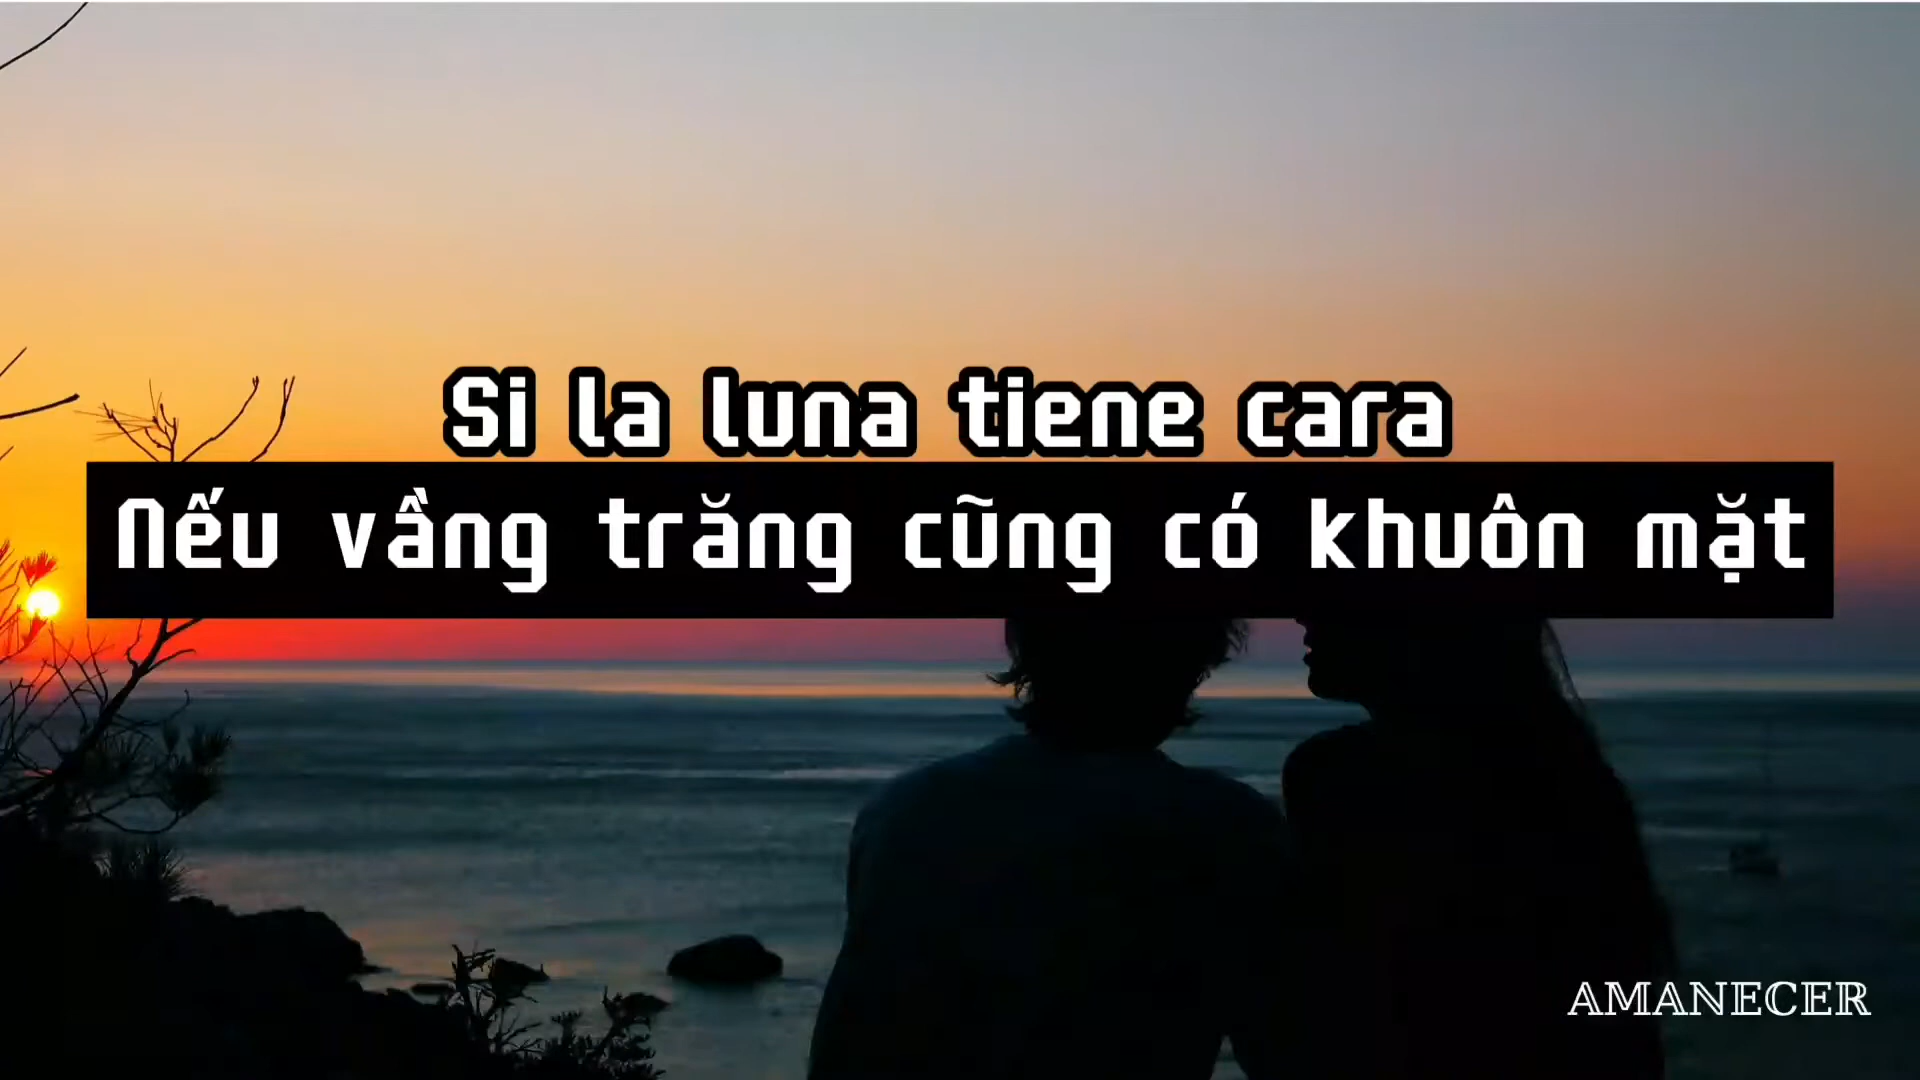 Si la luna tiene cara
Nếu vầng trăng cũng có khuôn mặt
AMANECER